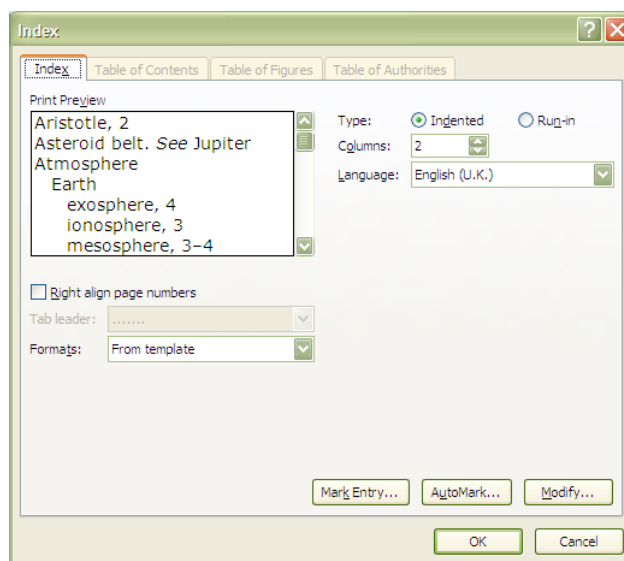 Index
Index Table of Contents Table of Figures Table of Authorities
Print Preview
Aristotle, 2
Asteroid belt. See Jupiter
Atmosphere
Earth
exosphere, 4
ionosphere, 3
mesosphere, 3–4
Type: Indented Run-in
Columns: 2
Language: English (U.K.)
Right align page numbers
Tab leader: .......
Formats: From template
Mark Entry... AutoMark... Modify...
OK Cancel